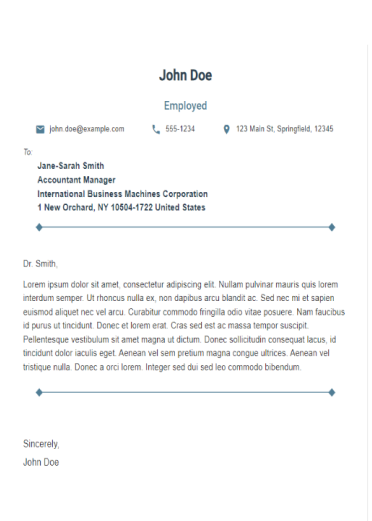 John Doe
Employed
john.doe@example.com 555-1234 123 Main St, Springfield, 12345
To:
Jane-Sarah Smith
Accountant Manager
International Business Machines Corporation
1 New Orchard, NY 10504-1722 United States
Dr. Smith,
Lorem ipsum dolor sit amet, consectetur adipiscing elit. Nullam pulvinar mauris quis lorem
interdum semper. Ut rhoncus nulla ex, non dapibus arcu blandit ac. Sed nec mi et sapien
euismod aliquet nec vel arcu. Curabitur commodo fringilla odio vitae posuere. Nam faucibus
id purus ut tincidunt. Donec et lorem erat. Cras sed est ac massa tempor suscipit.
Pellentesque vestibulum sit amet magna ut dictum. Donec sollicitudin consequat lacus, id
tincidunt dolor iaculis eget. Aenean vel sem pretium magna congue ultrices. Aenean vel
tristique nulla. Donec a orci lorem. Integer sed dui sed leo commodo bibendum.
Sincerely,
John Doe